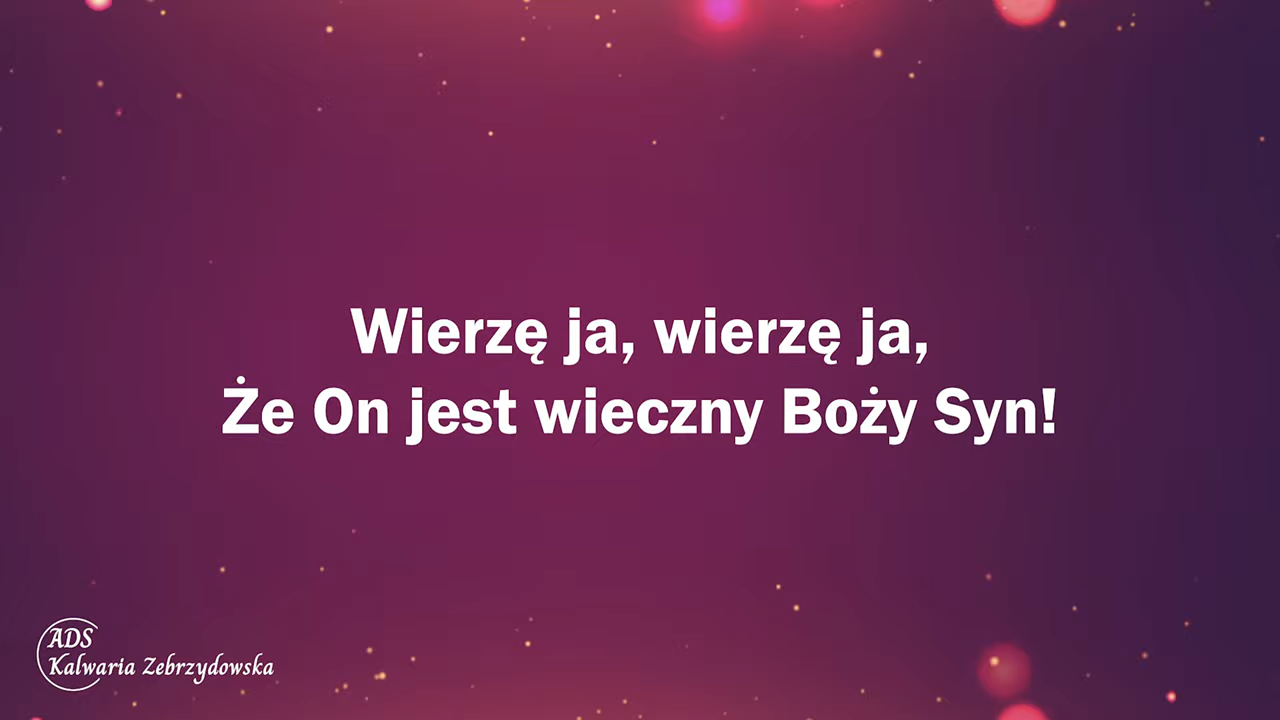 Wierzę ja, wierzę ja,
Że On jest wieczny Boży Syn!
ADS
Kalwaria Zebrzydowska